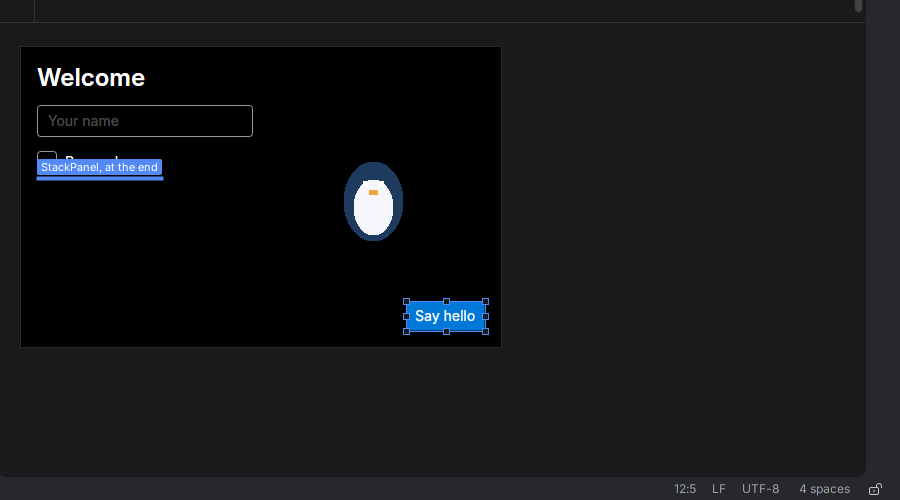 Welcome
Your name
StackPanel, at the end
Say hello
12:5 LF UTF-8 4 spaces